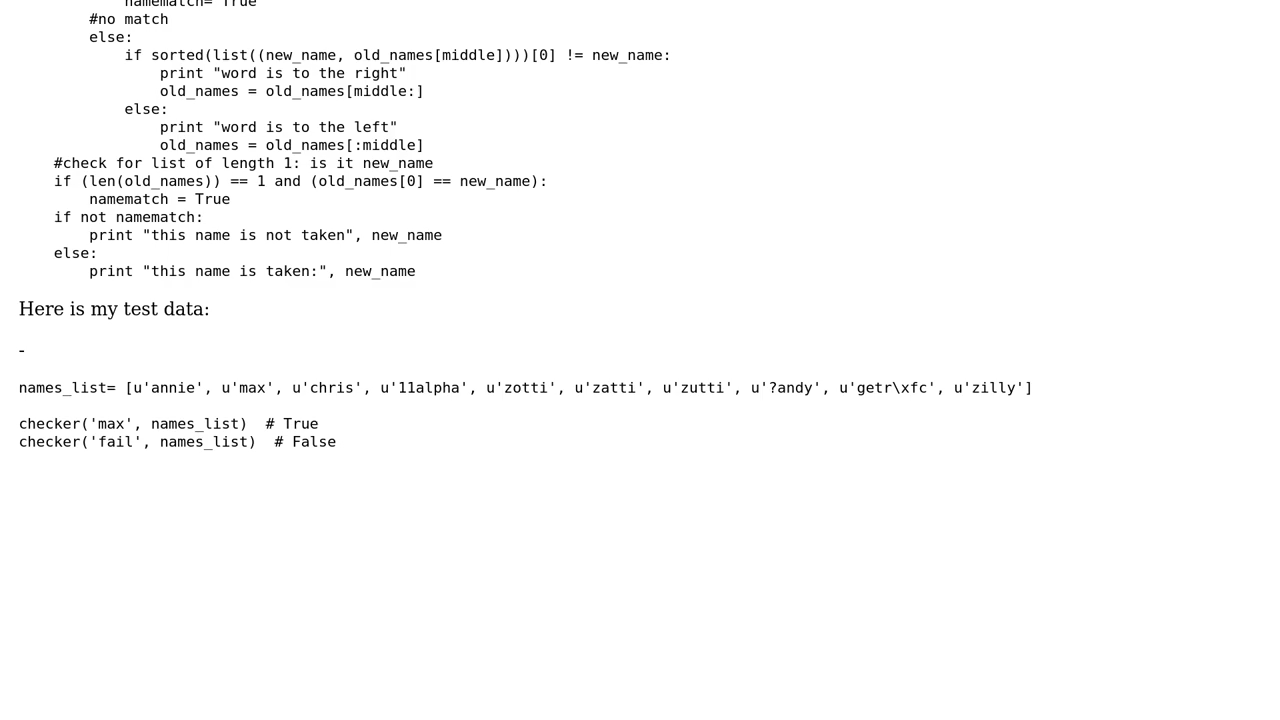 namematch= True
#no match
else:
if sorted(list((new_name, old_names[middle])))[0] != new_name:
print "word is to the right"
old_names = old_names[middle:]
else:
print "word is to the left"
old_names = old_names[:middle]
#check for list of length 1: is it new_name
if (len(old_names)) == 1 and (old_names[0] == new_name):
namematch = True
if not namematch:
print "this name is not taken", new_name
else:
print "this name is taken:", new_name
Here is my test data:
-
names_list= [u'annie', u'max', u'chris', u'11alpha', u'zotti', u'zatti', u'zutti', u'?andy', u'getr\xfc', u'zilly']
checker('max', names_list)  # True
checker('fail', names_list)  # False